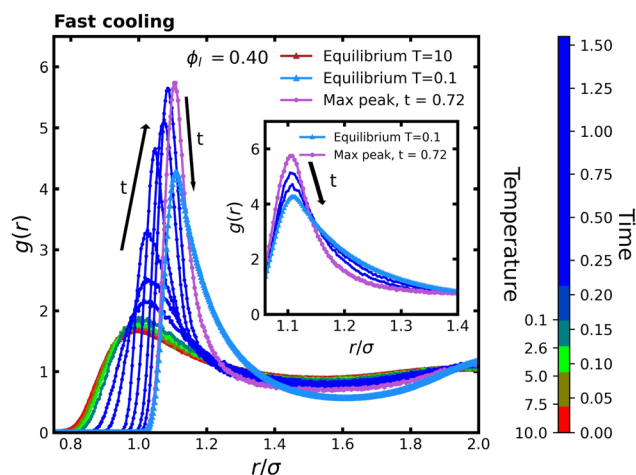 Fast cooling
ϕ_l = 0.40
Equilibrium T=10
Equilibrium T=0.1
Max peak, t = 0.72
t
t
g(r)
6
5
4
3
2
1
0
0.8
1.0
1.2
1.4
1.6
1.8
2.0
r/σ
Equilibrium T=0.1
Max peak, t = 0.72
t
g(r)
6
4
2
0
1.1
1.2
1.3
1.4
r/σ
Temperature
0.1
2.6
5.0
7.5
10.0
Time
1.50
1.25
1.00
0.75
0.50
0.25
0.20
0.15
0.10
0.05
0.00